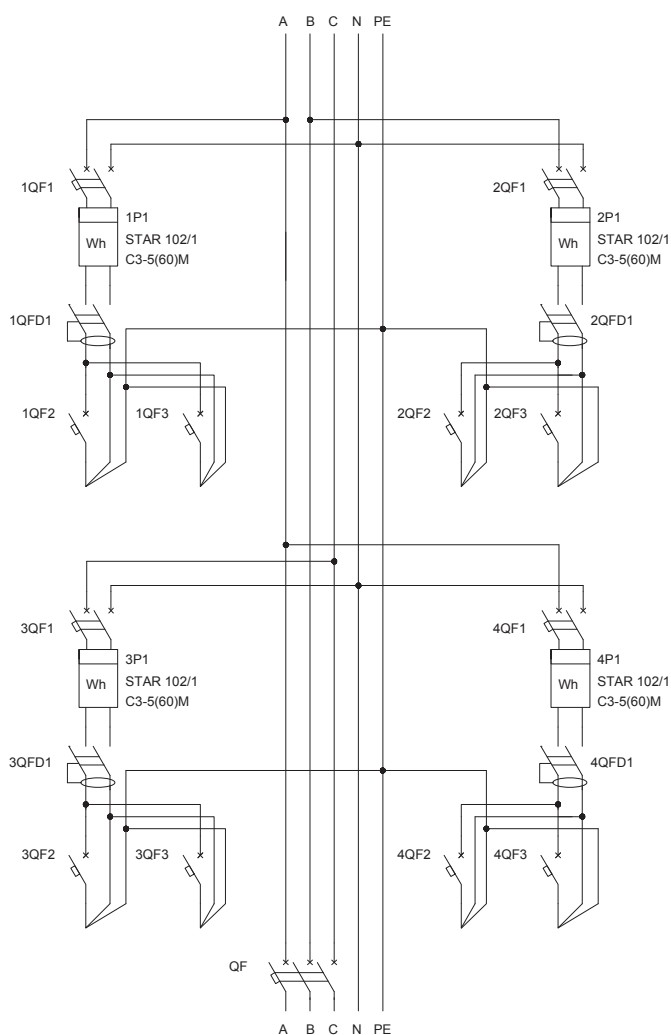 A B C N PE
1QF1
2QF1
1P1
STAR 102/1
C3-5(60)M
Wh
2P1
STAR 102/1
C3-5(60)M
Wh
1QFD1
2QFD1
1QF2
1QF3
2QF2
2QF3
3QF1
4QF1
3P1
STAR 102/1
C3-5(60)M
Wh
4P1
STAR 102/1
C3-5(60)M
Wh
3QFD1
4QFD1
3QF2
3QF3
4QF2
4QF3
QF
A B C N PE